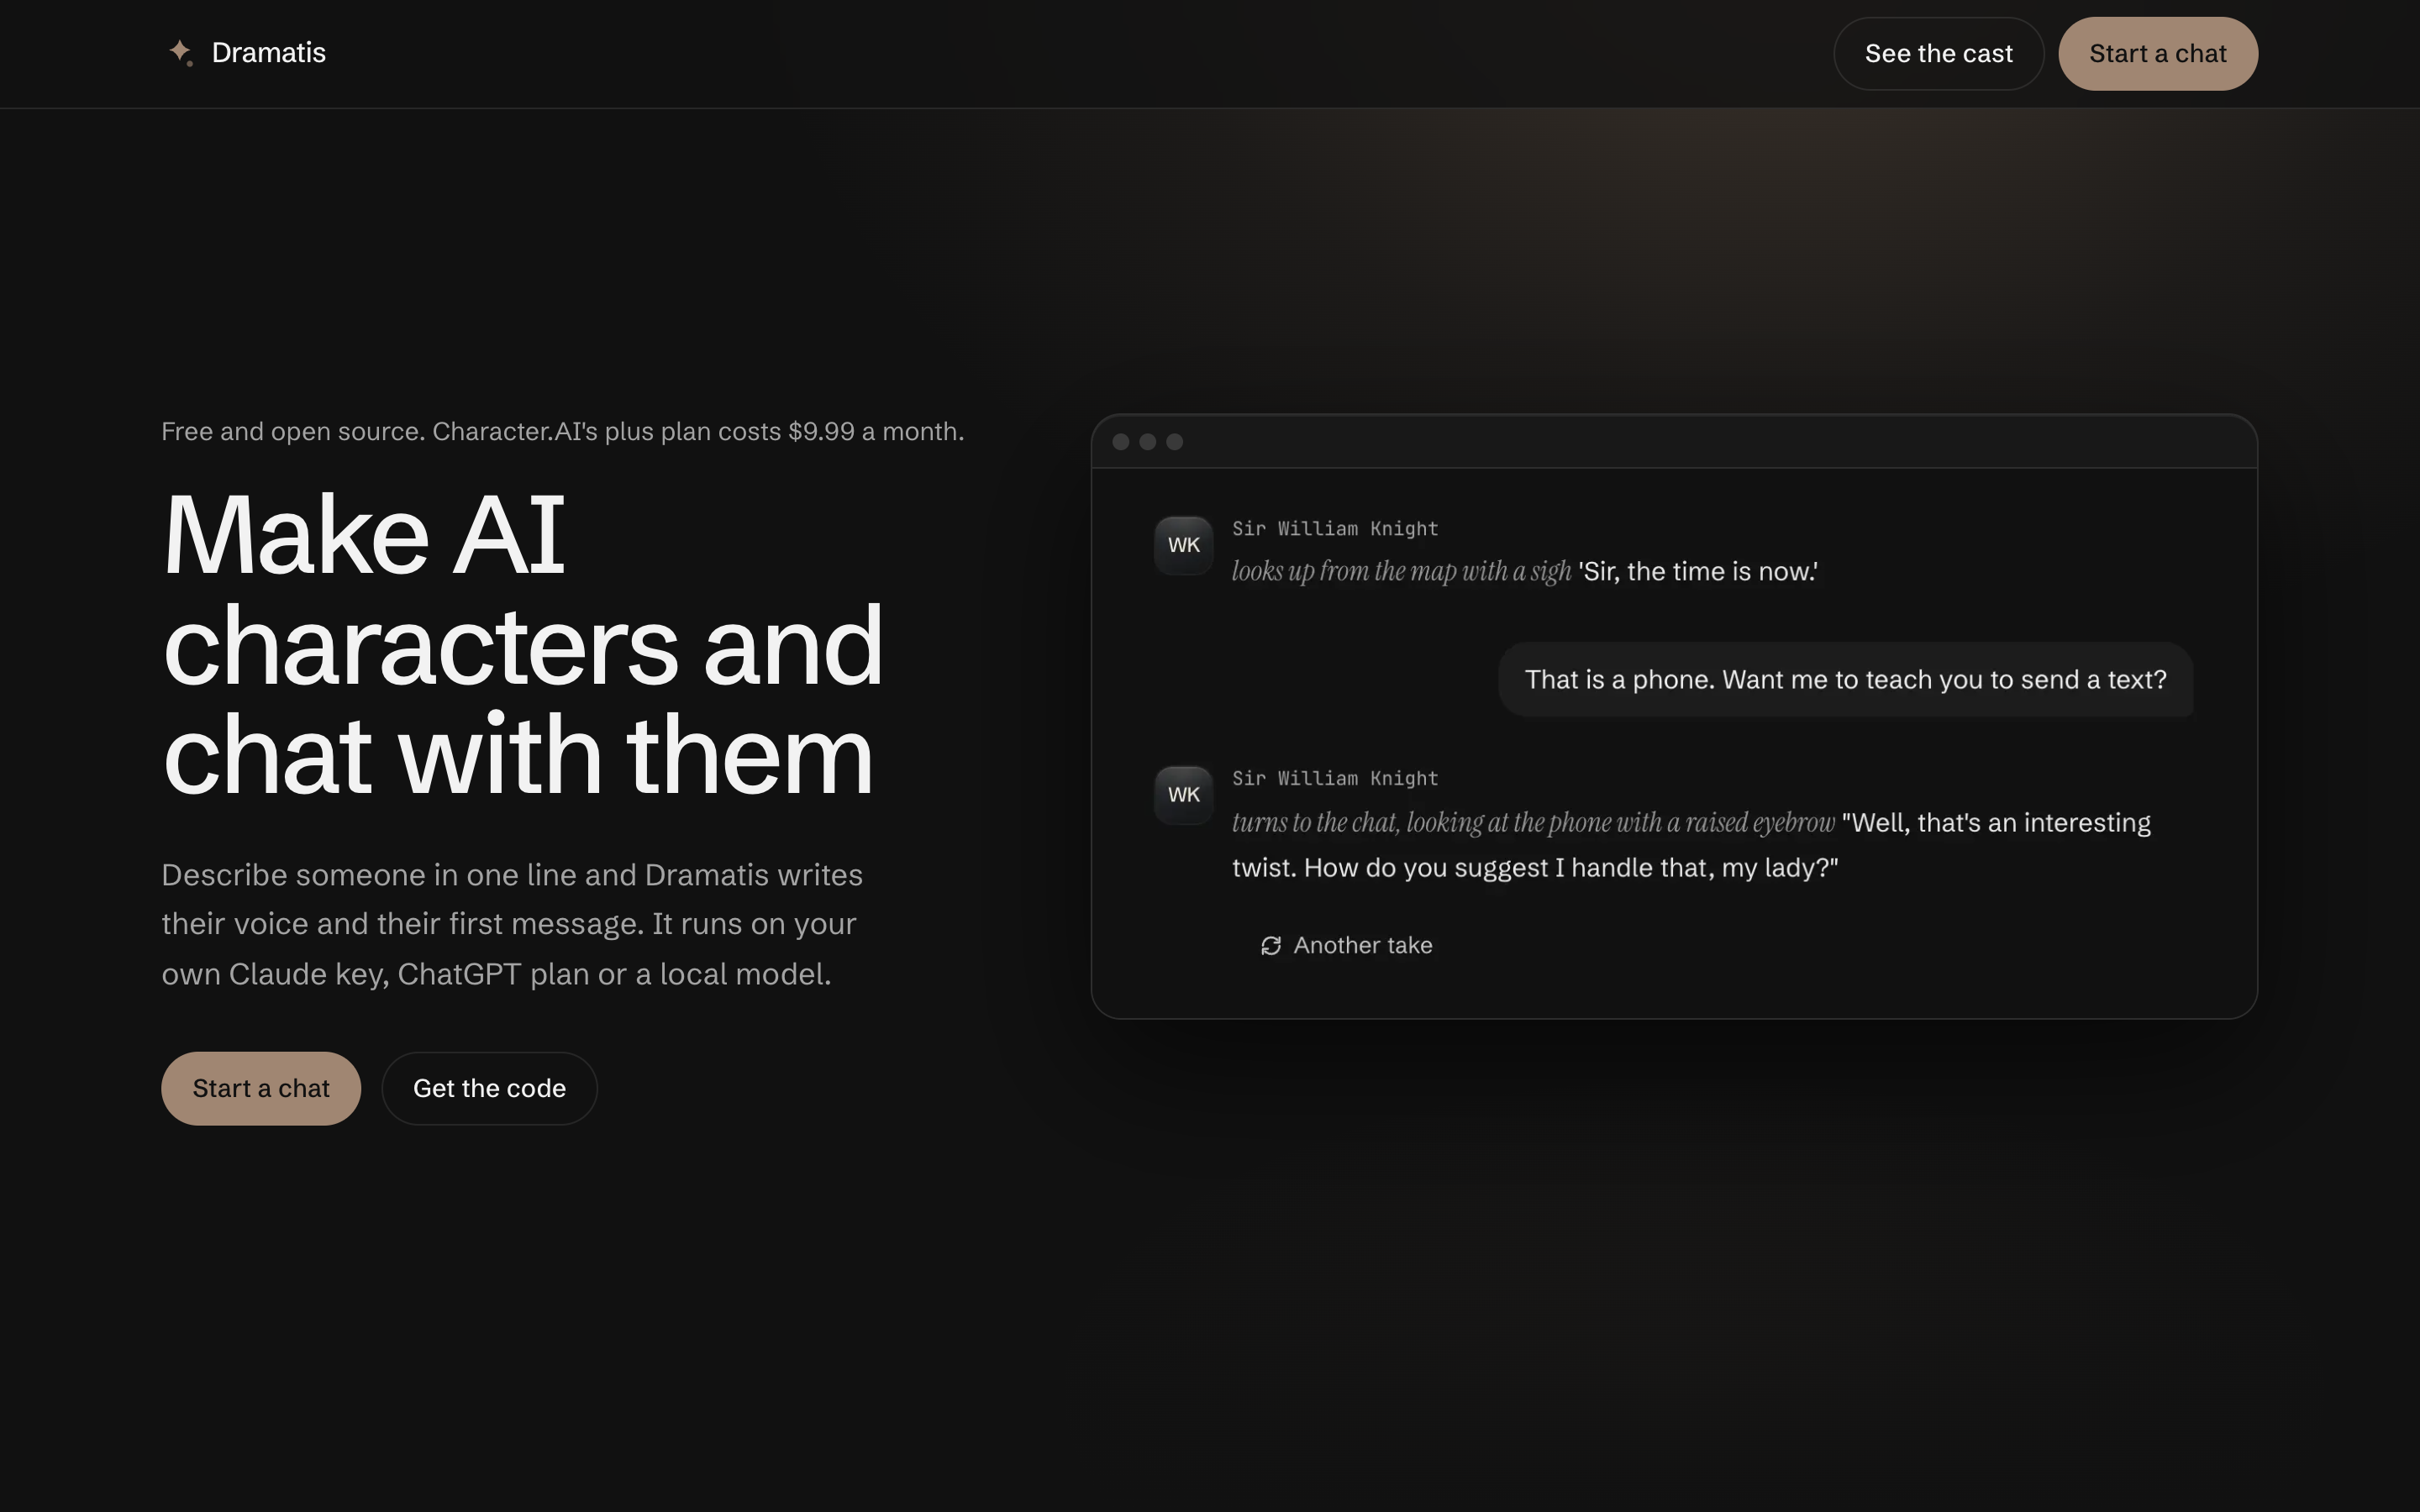 Dramatis
See the cast
Start a chat
Free and open source. Character.AI's plus plan costs $9.99 a month.
Make AI
characters and
chat with them
Describe someone in one line and Dramatis writes
their voice and their first message. It runs on your
own Claude key, ChatGPT plan or a local model.
Start a chat
Get the code
WK
Sir William Knight
looks up from the map with a sigh 'Sir, the time is now.'
That is a phone. Want me to teach you to send a text?
WK
Sir William Knight
turns to the chat, looking at the phone with a raised eyebrow "Well, that's an interesting
twist. How do you suggest I handle that, my lady?"
Another take